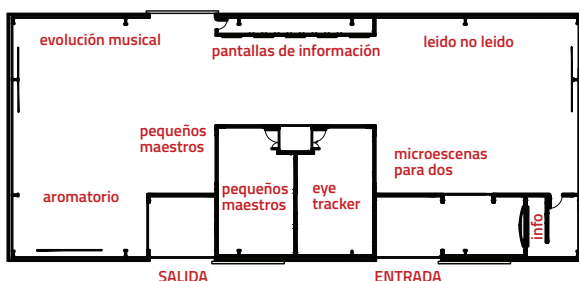 evolución musical
pantallas de información
leido no leido
pequeños
maestros
microescenas
para dos
aromatorio
pequeños
maestros
eye
tracker
info
SALIDA
ENTRADA